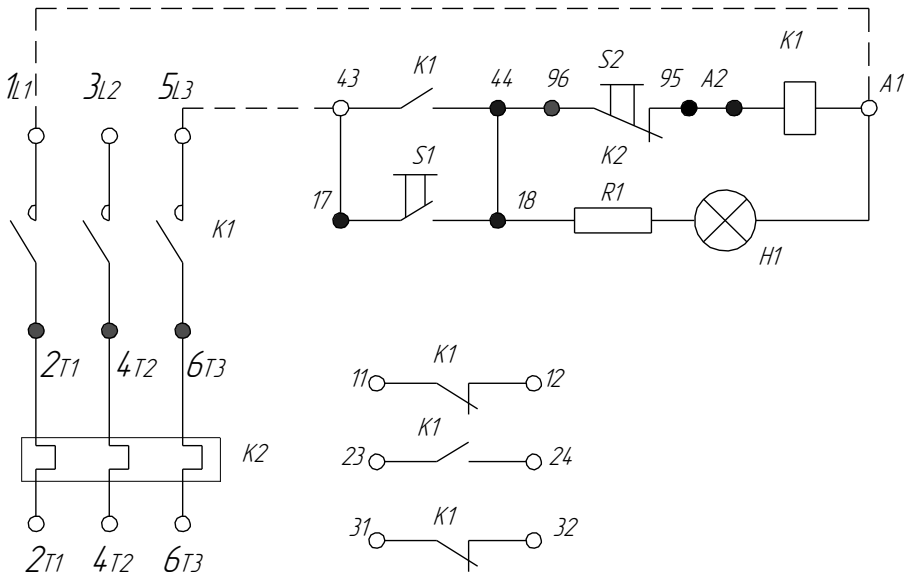 K1
S2
43 K1 44 96 95 A2 A1
1L1 3L2 5L3
S1 K2
17 18 R1
K1
H1
2T1 4T2 6T3
K1
11 12
K1
23 24
K2
K1
31 32
2T1 4T2 6T3